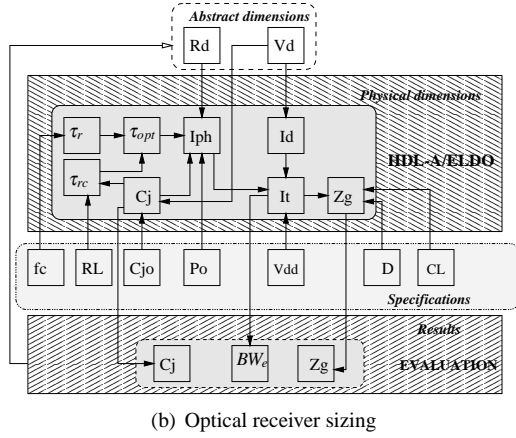 Abstract dimensions
Rd Vd
Physical dimensions
τr τopt Iph Id
HDL-A/ELDO
τrc Cj It Zg
fc RL Cjo Po Vdd D CL
Specifications
Results
Cj BWe Zg EVALUATION
(b) Optical receiver sizing